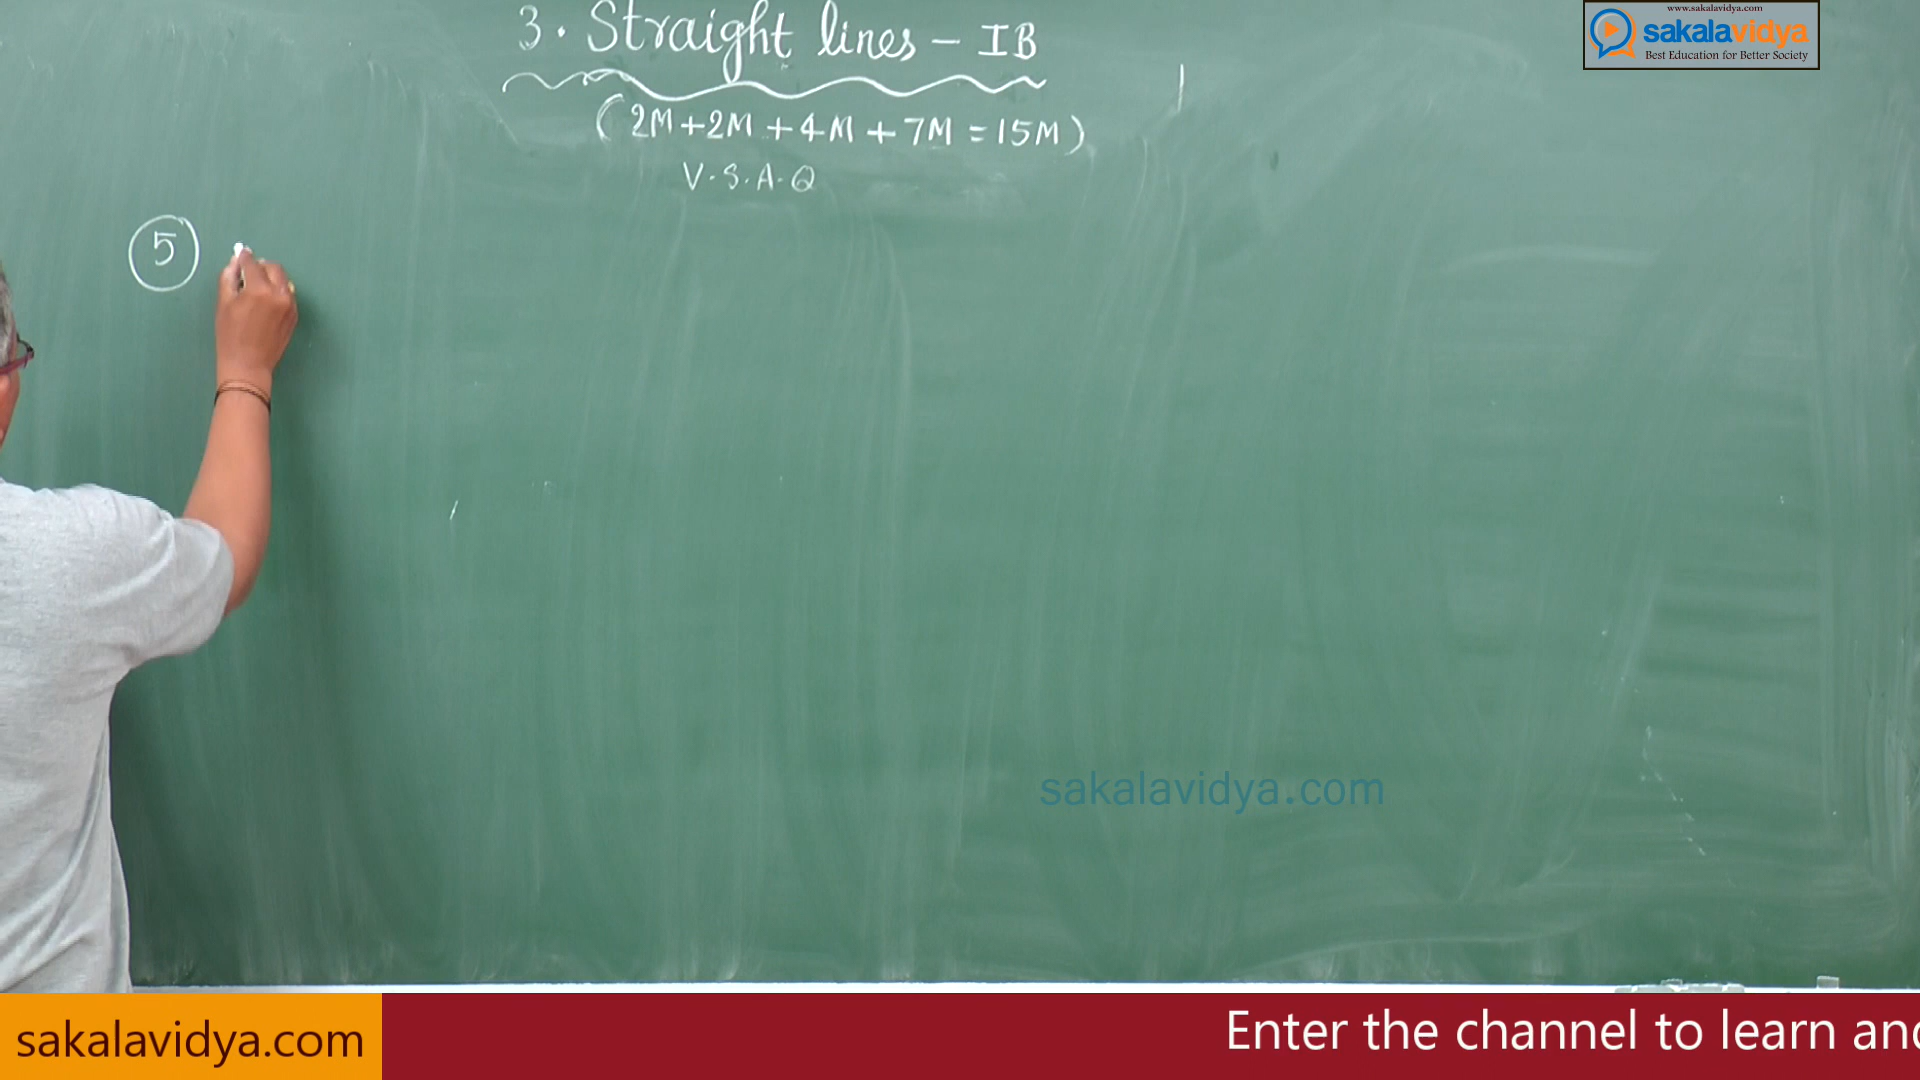 3. Straight lines - IB
(2M+2M+4M+7M=15M)
V.S.A.Q
5
www.sakalavidya.com
sakalavidya
Best Education for Better Society
sakalavidya.com
sakalavidya.com
Enter the channel to learn and